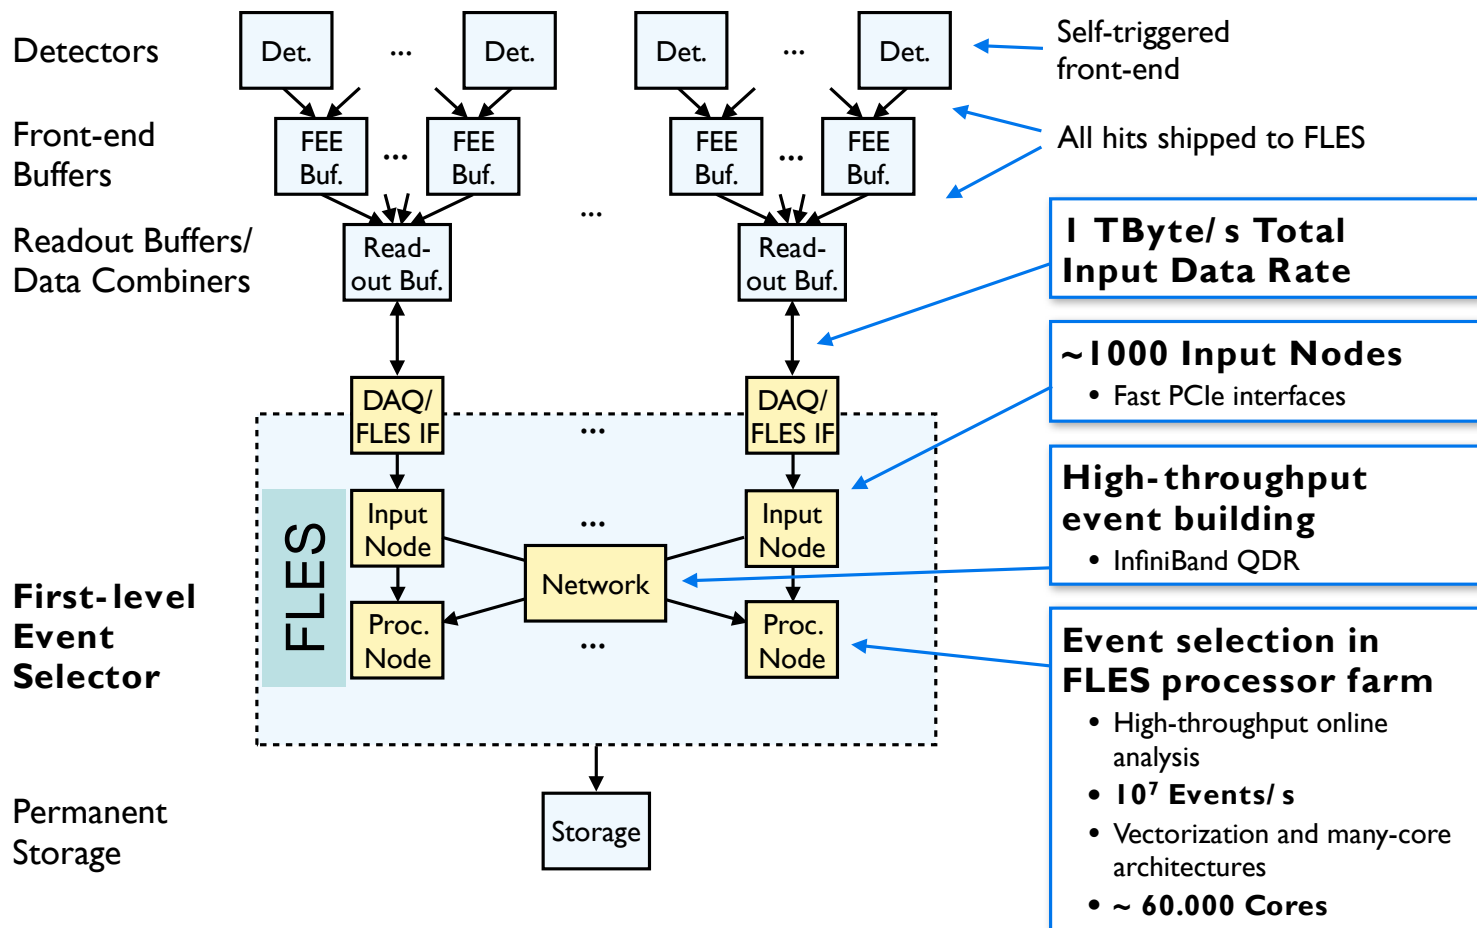 Detectors
Det.
...
Det.
Det.
...
Det.
Self-triggered
front-end
Front-end
Buffers
FEE
Buf.
...
FEE
Buf.
FEE
Buf.
...
FEE
Buf.
All hits shipped to FLES
...
Readout Buffers/
Data Combiners
Read-
out Buf.
Read-
out Buf.
1 TByte/s Total
Input Data Rate
~1000 Input Nodes
• Fast PCIe interfaces
DAQ/
FLES IF
...
DAQ/
FLES IF
High-throughput
event building
• InfiniBand QDR
FLES
Input
Node
...
Input
Node
Network
First-level
Event
Selector
Proc.
Node
...
Proc.
Node
Event selection in
FLES processor farm
• High-throughput online
analysis
• 10⁷ Events/s
• Vectorization and many-core
architectures
• ~ 60.000 Cores
Permanent
Storage
Storage